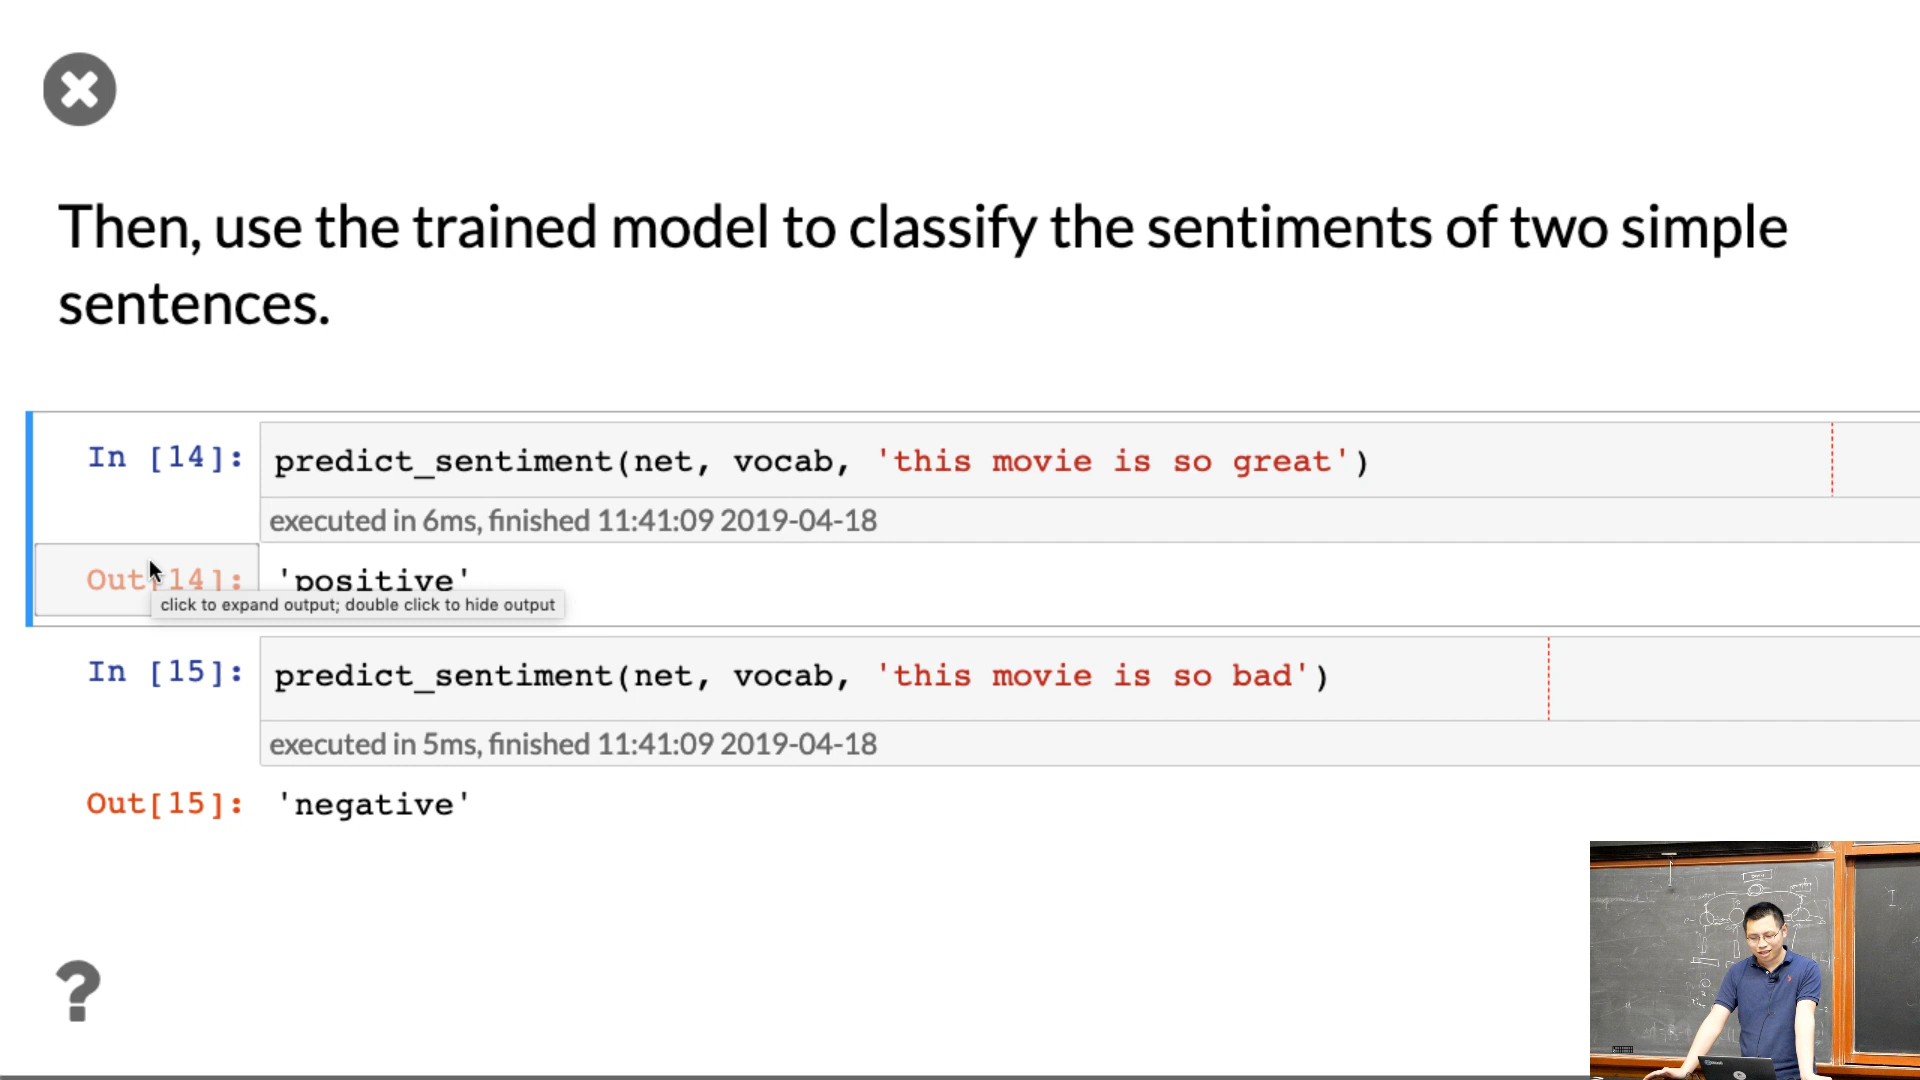 Then, use the trained model to classify the sentiments of two simple
sentences.
In [14]: predict_sentiment(net, vocab, 'this movie is so great')
executed in 6ms, finished 11:41:09 2019-04-18
Out[14]: 'positive'
click to expand output; double click to hide output
In [15]: predict_sentiment(net, vocab, 'this movie is so bad')
executed in 5ms, finished 11:41:09 2019-04-18
Out[15]: 'negative'
?